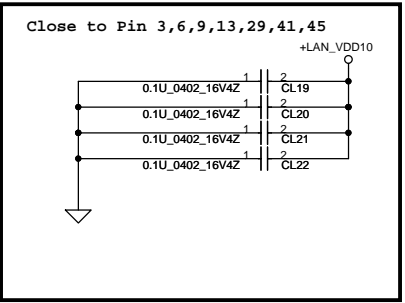 Close to Pin 3,6,9,13,29,41,45
+LAN_VDD10
1 2
0.1U_0402_16V4Z CL19
1 2
0.1U_0402_16V4Z CL20
1 2
0.1U_0402_16V4Z CL21
1 2
0.1U_0402_16V4Z CL22